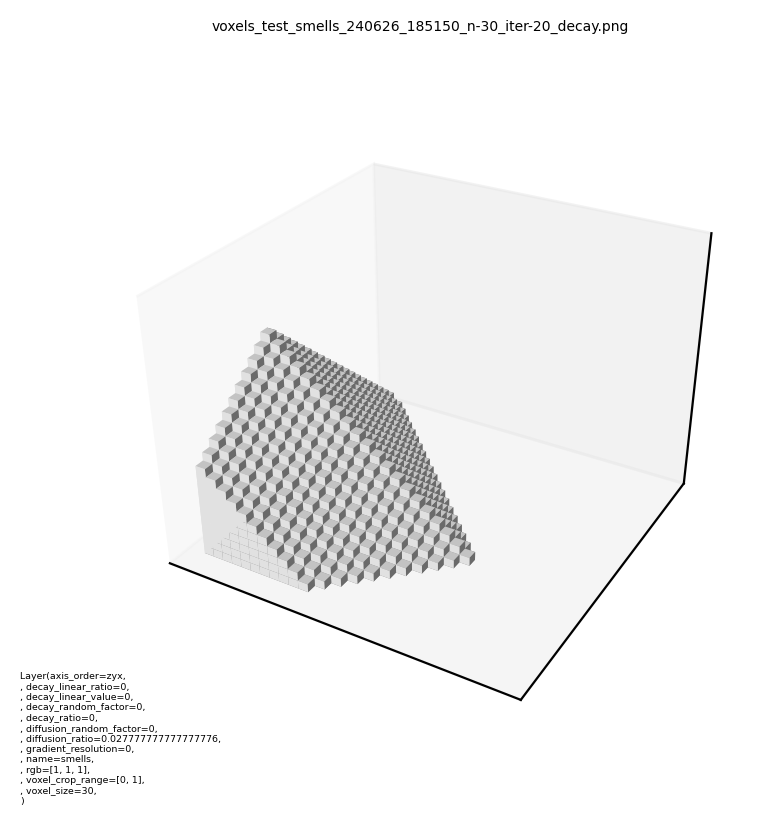 voxels_test_smells_240626_185150_n-30_iter-20_decay.png
Layer(axis_order=zyx,
, decay_linear_ratio=0,
, decay_linear_value=0,
, decay_random_factor=0,
, decay_ratio=0,
, diffusion_random_factor=0,
, diffusion_ratio=0.027777777777777776,
, gradient_resolution=0,
, name=smells,
, rgb=[1, 1, 1],
, voxel_crop_range=[0, 1],
, voxel_size=30,
)